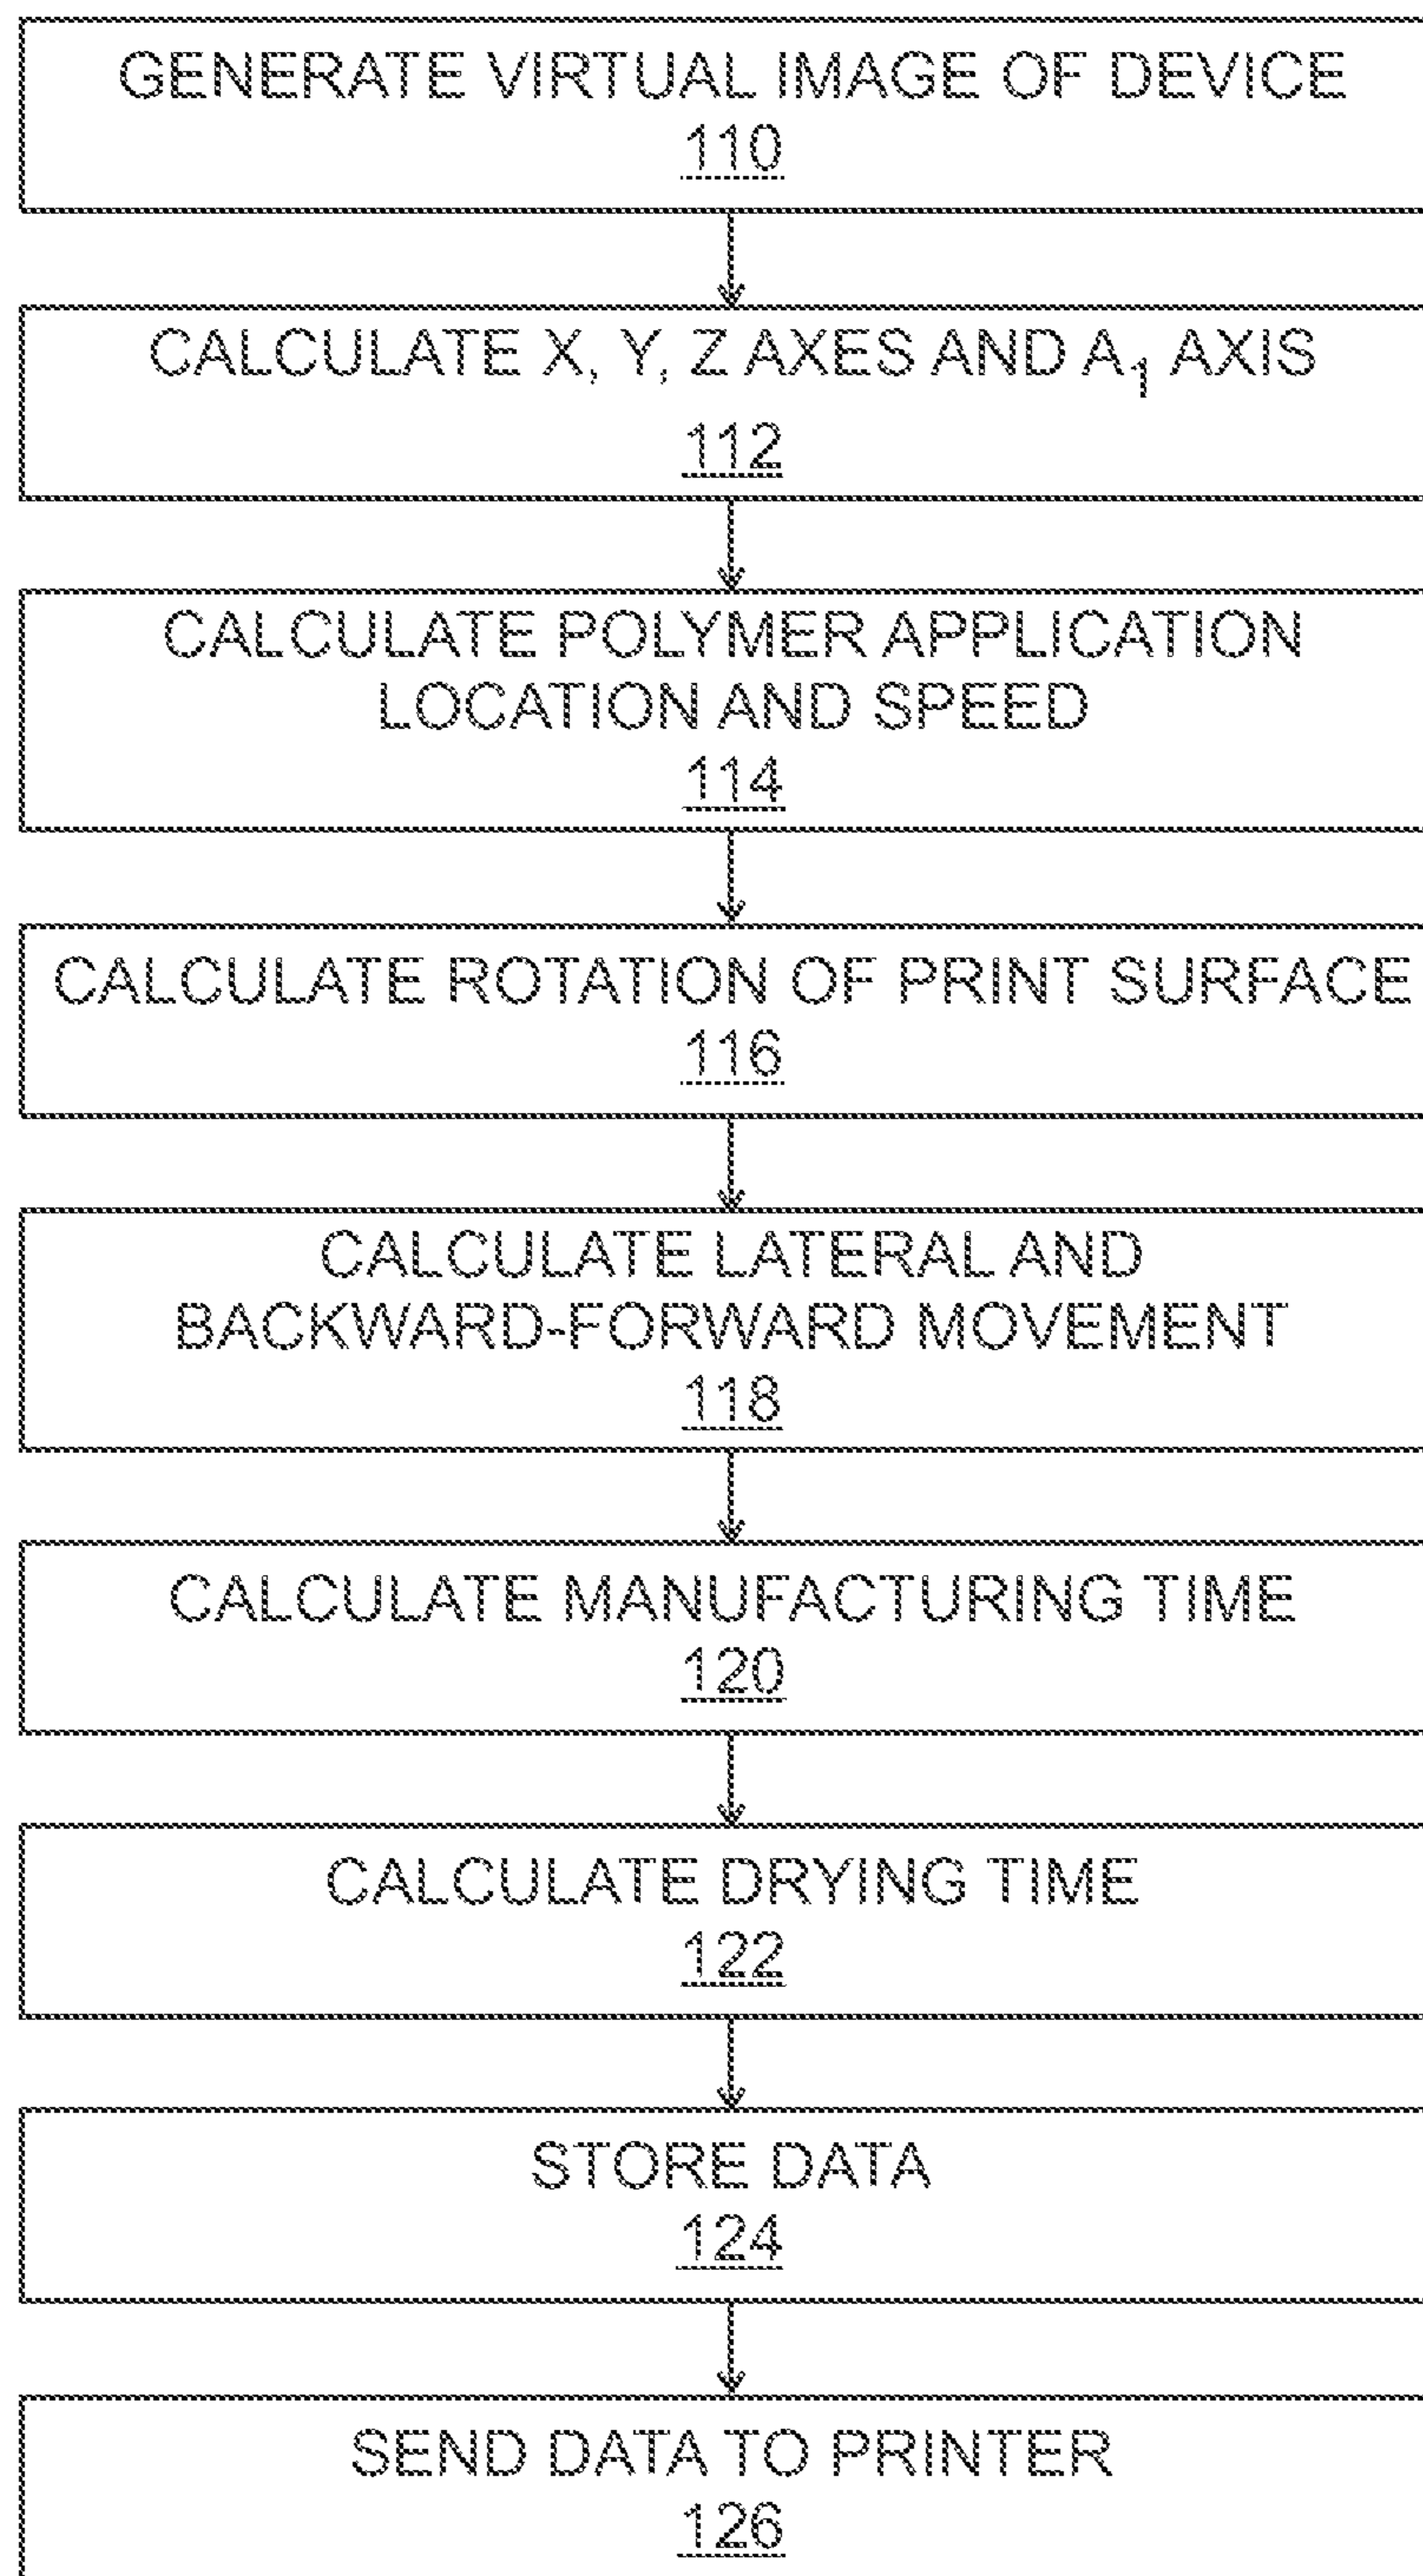 GENERATE VIRTUAL IMAGE OF DEVICE
110
CALCULATE X, Y, Z AXES AND A₁ AXIS
112
CALCULATE POLYMER APPLICATION
LOCATION AND SPEED
114
CALCULATE ROTATION OF PRINT SURFACE
116
CALCULATE LATERAL AND
BACKWARD-FORWARD MOVEMENT
118
CALCULATE MANUFACTURING TIME
120
CALCULATE DRYING TIME
122
STORE DATA
124
SEND DATA TO PRINTER
126